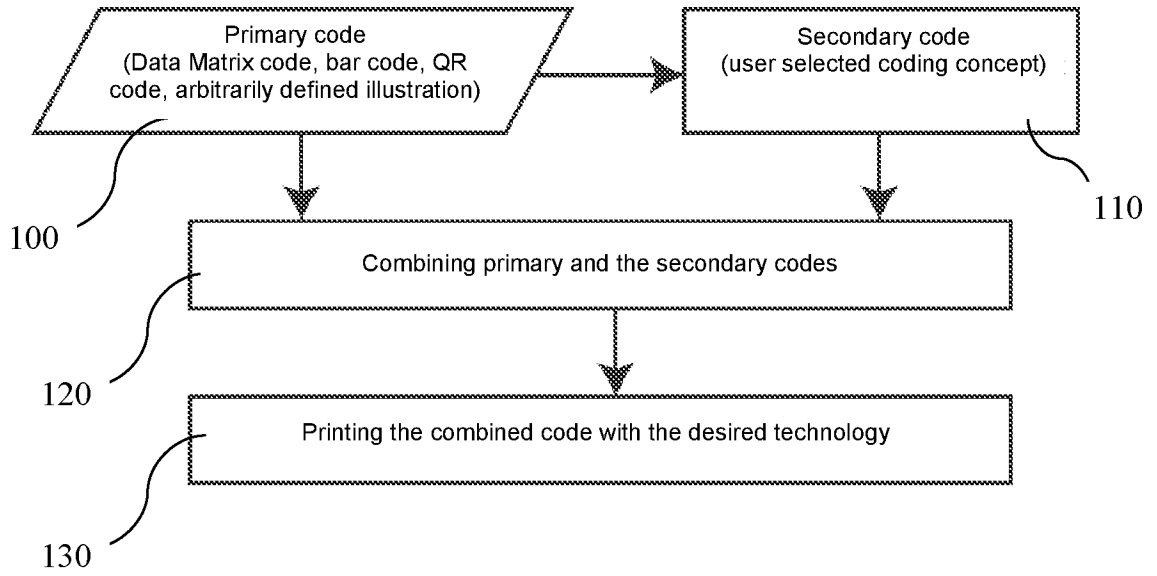 Primary code
(Data Matrix code, bar code, QR
code, arbitrarily defined illustration)
Secondary code
(user selected coding concept)
100
110
Combining primary and the secondary codes
120
Printing the combined code with the desired technology
130